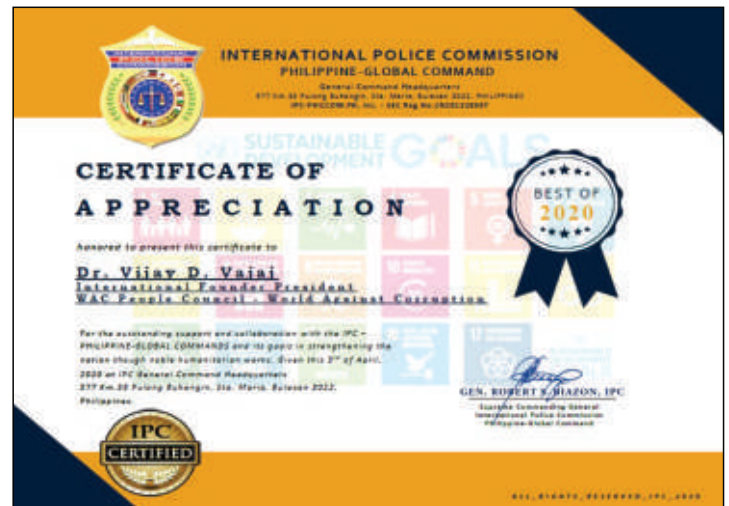 INTERNATIONAL POLICE COMMISSION
PHILIPPINE-GLOBAL COMMAND
General Command Headquarters
SUSTAINABLE
DEVELOPMENT
GOALS
CERTIFICATE OF
APPRECIATION
BEST OF
2020
honored to present this certificate to
Dr. Vijay D. Vajai
International Founder President
WAC People Council - World Against Corruption
For the outstanding support and collaboration with the IPC -
PHILIPPINE-GLOBAL COMMANDS and its goals in strengthening the
nation though noble humanitarian works. Given this of April,
2020 at IPC General Command Headquarters
Philippines
GEN. ROBERT S. BIAZON, IPC
Supreme Commanding General
International Police Commission
Philippine-Global Command
IPC
CERTIFIED
ALL_RIGHTS_RESERVED_IPC_2020